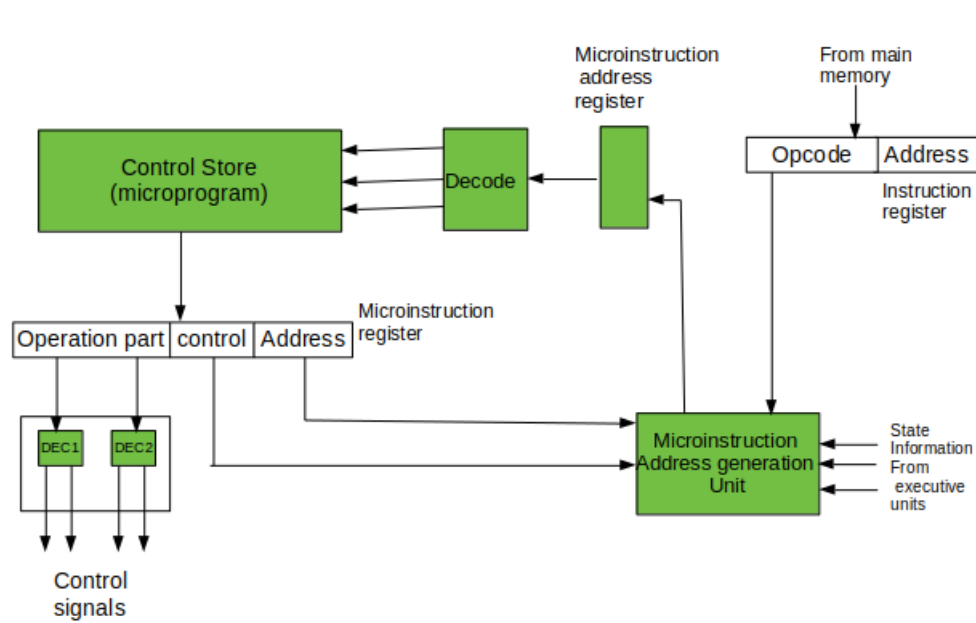 Microinstruction
address
register
From main
memory
Control Store
(microprogram)
Decode
Opcode
Address
Instruction
register
Microinstruction
register
Operation part
control
Address
DEC1
DEC2
Microinstruction
Address generation
Unit
State
Information
From
executive
units
Control
signals